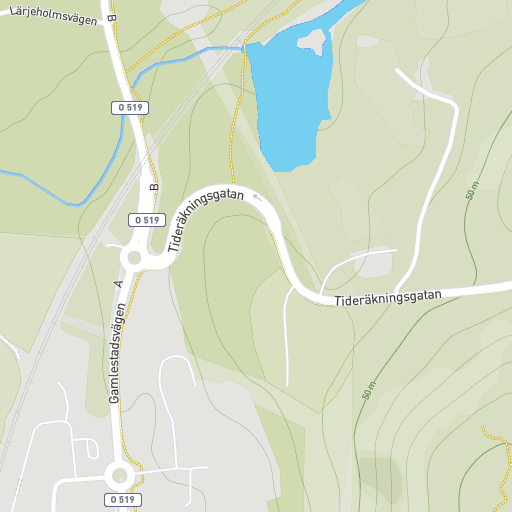 Lärjeholmsvägen
B
O 519
50-m
B
Tideräkningsgatan
O 519
A
Tideräkningsgatan
Gamlestadsvägen
50-m
O 519